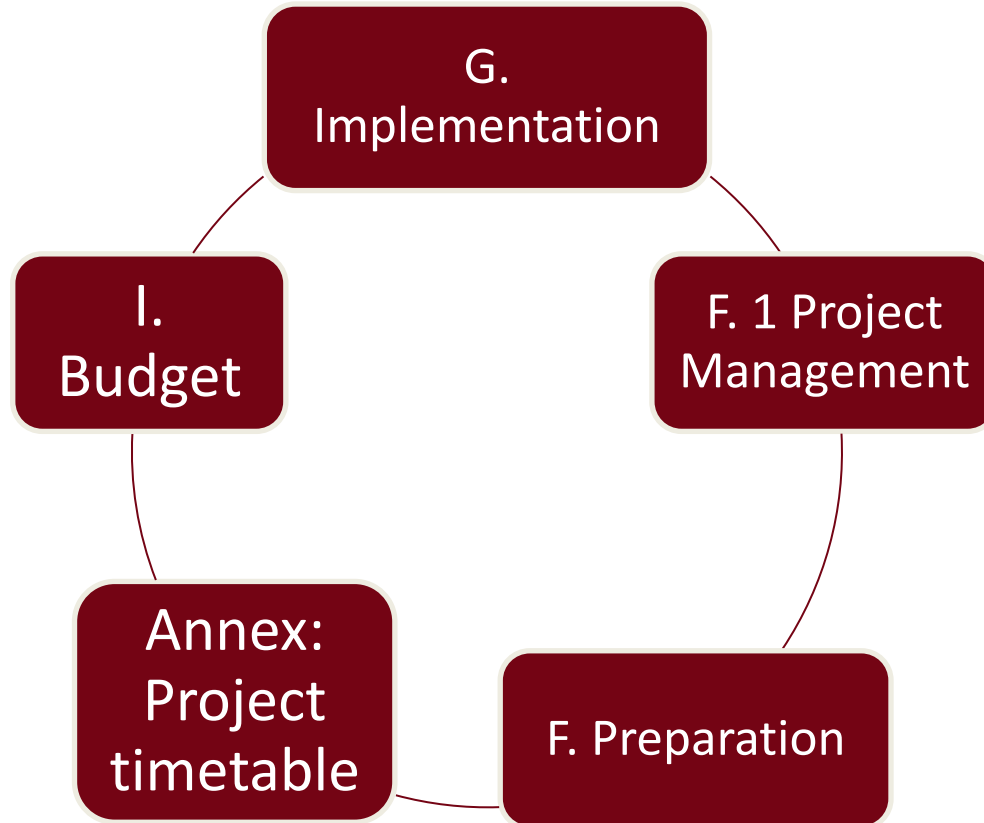 G.
Implementation
F. 1 Project
Management
F. Preparation
Annex:
Project
timetable
I.
Budget